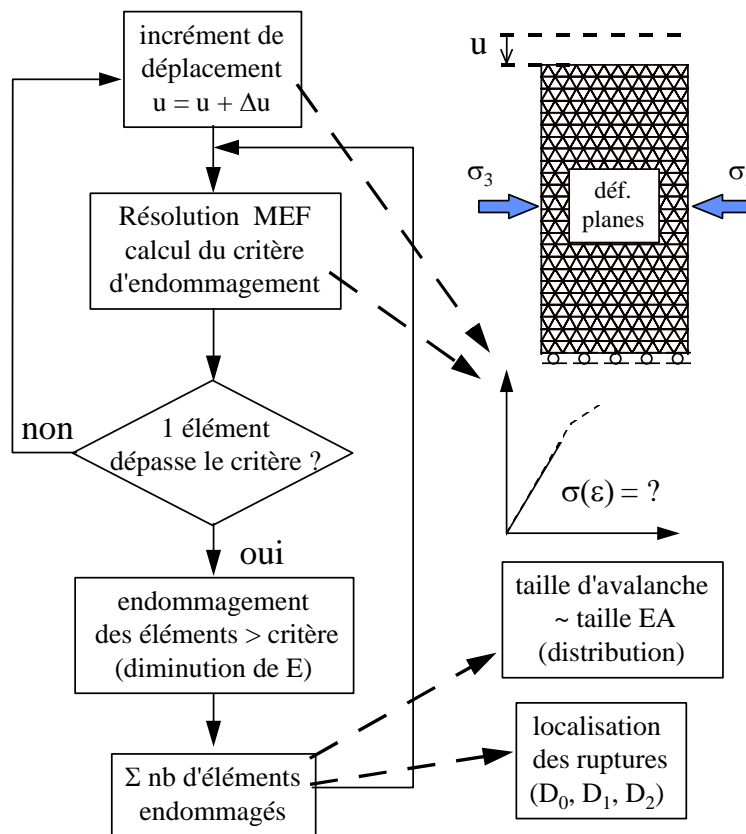 incrément de
déplacement
u = u + Δu
Résolution MEF
calcul du critère
d'endommagement
non
1 élément
dépasse le critère ?
oui
endommagement
des éléments > critère
(diminution de E)
Σ nb d'éléments
endommagés
u
σ3
déf.
planes
σ
σ(ε) = ?
taille d'avalanche
~ taille EA
(distribution)
localisation
des ruptures
(D0, D1, D2)